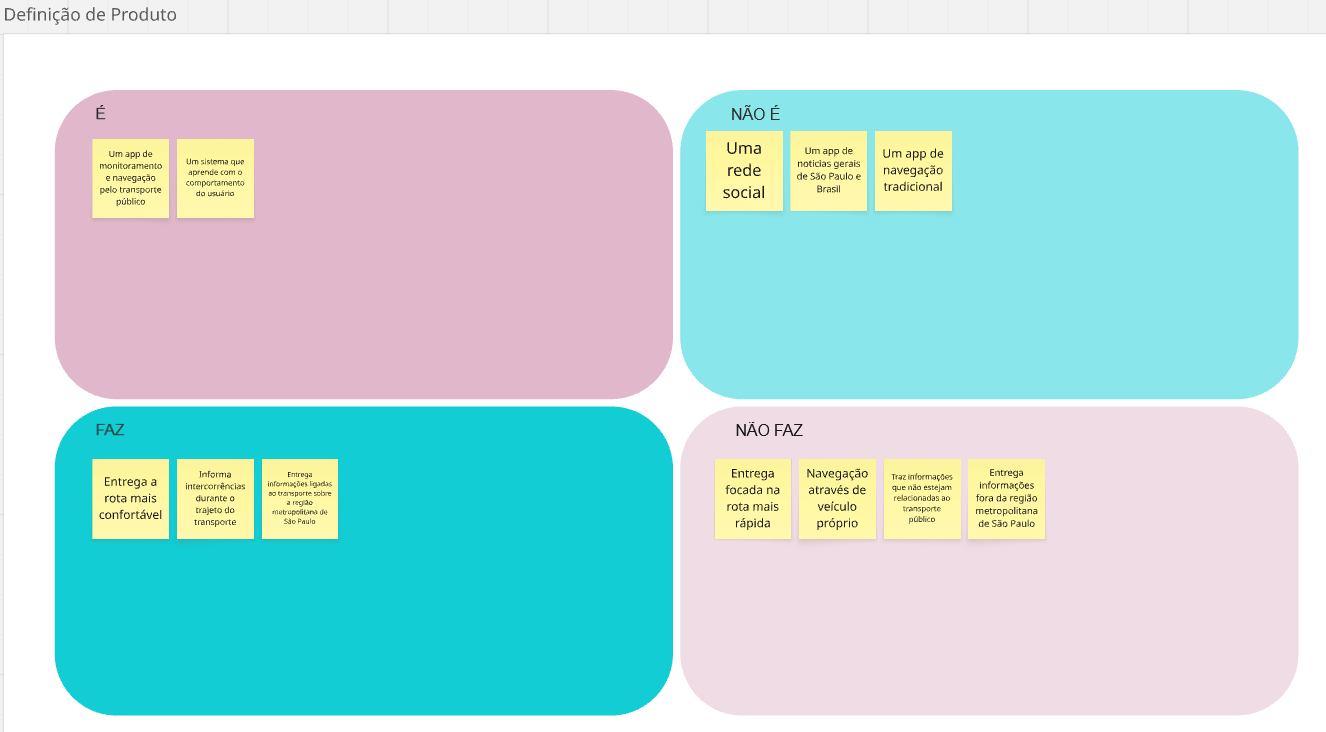 Definição de Produto
É
Um app de
monitoramento
e navegação
pelo transporte
público
Um sistema que
aprende com o
comportamento
do usuário
NÃO É
Uma
rede
social
Um app de
noticias gerais
de São Paulo e
Brasil
Um app de
navegação
tradicional
FAZ
Entrega a
rota mais
confortável
Informa
intercorrências
durante o
trajeto do
transporte
Entrega
informações ligadas
ao transporte sobre
a região
metropolitana de
São Paulo
NÃO FAZ
Entrega
focada na
rota mais
rápida
Navegação
através de
veículo
próprio
Traz informações
que não estejam
relacionadas ao
transporte
público
Entrega
informações
fora da região
metropolitana
de São Paulo